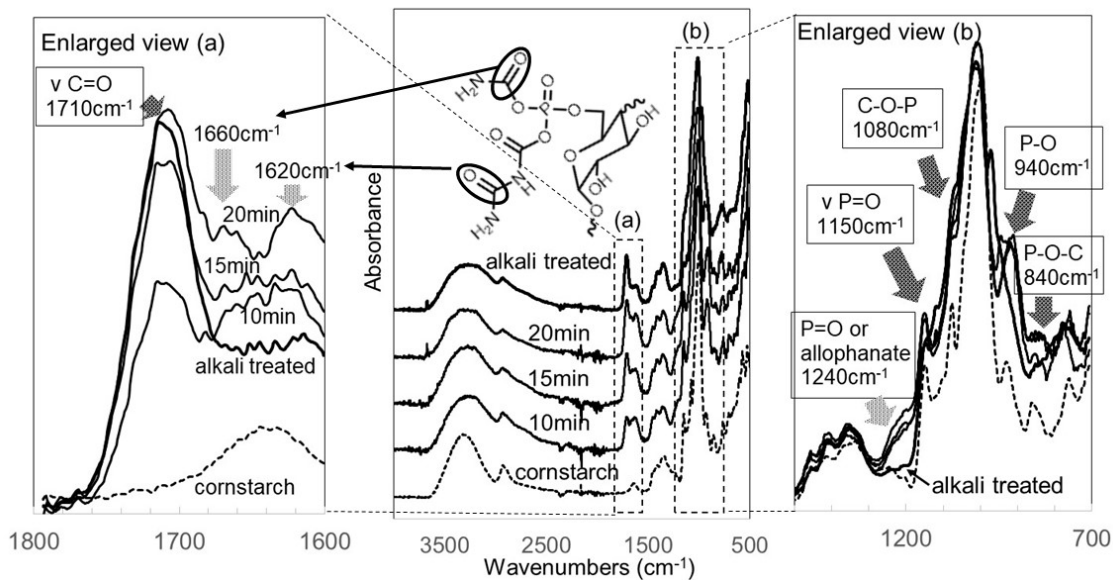 Enlarged view (a)
ν C=O
1710cm-1
1660cm-1
1620cm-1
20min
15min
10min
alkali treated
cornstarch
1800
1700
1600
(b)
O
H2N
O
O
P
O
O
O
O
OH
O
N
H
O
H2N
OH
O
(a)
Absorbance
alkali treated
20min
15min
10min
cornstarch
3500
2500
1500
500
Wavenumbers (cm-1)
Enlarged view (b)
C-O-P
1080cm-1
P-O
940cm-1
ν P=O
1150cm-1
P-O-C
840cm-1
P=O or
allophanate
1240cm-1
alkali treated
1200
700